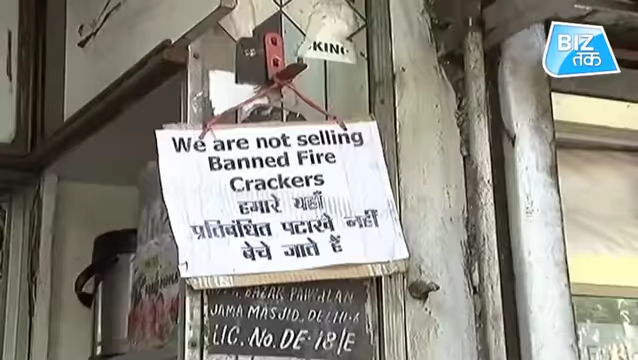 BIZ
तक
KING
We are not selling
Banned Fire
Crackers
हमारे यहाँ
प्रतिबंधित पटाखे नहीं
बेचे जाते हैं
JAMA MASJID, DELHI-6
LIC. NO. DE-18/E